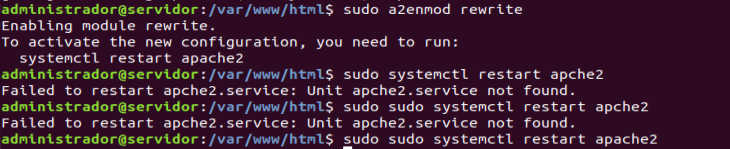 administrador@servidor:/var/www/html$ sudo a2enmod rewrite
Enabling module rewrite.
To activate the new configuration, you need to run:
  systemctl restart apache2
administrador@servidor:/var/www/html$ sudo systemctl restart apche2
Failed to restart apche2.service: Unit apche2.service not found.
administrador@servidor:/var/www/html$ sudo sudo systemctl restart apche2
Failed to restart apche2.service: Unit apche2.service not found.
administrador@servidor:/var/www/html$ sudo sudo systemctl restart apache2